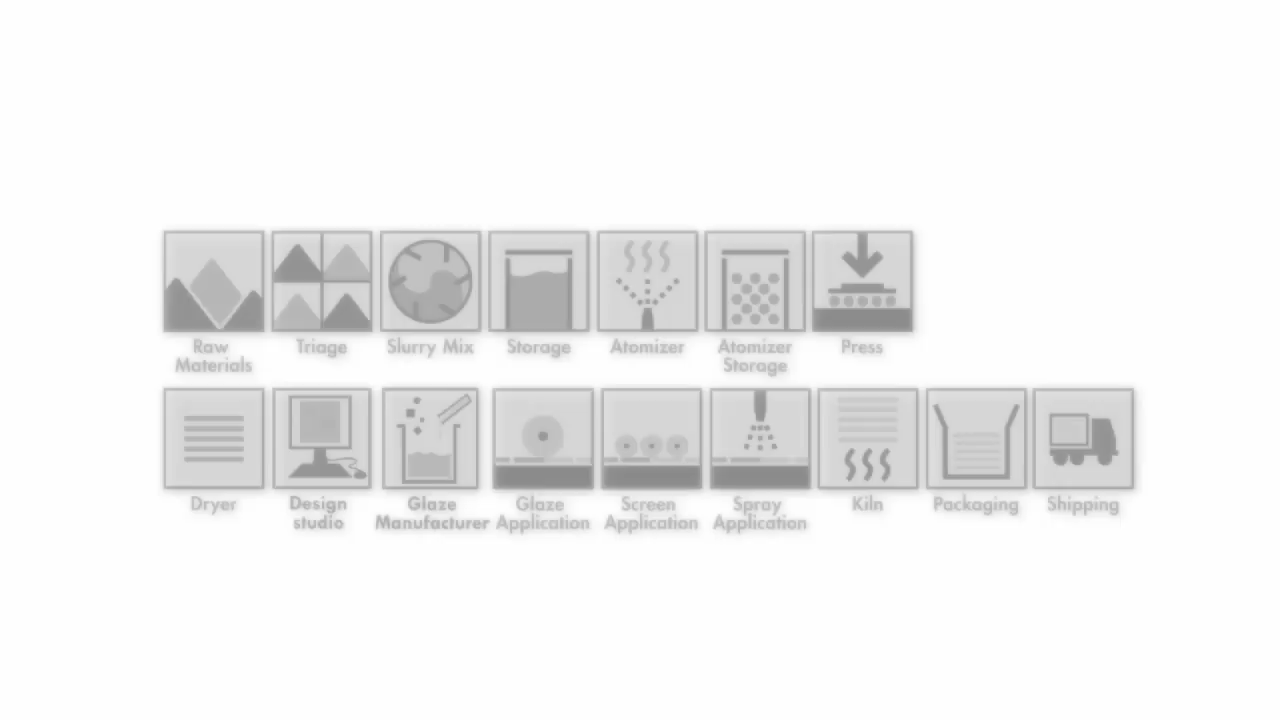 Raw Materials
Triage
Slurry Mix
Storage
Atomizer
Atomizer Storage
Press
Dryer
Design studio
Glaze Manufacturer
Glaze Application
Screen Application
Spray Application
Kiln
Packaging
Shipping